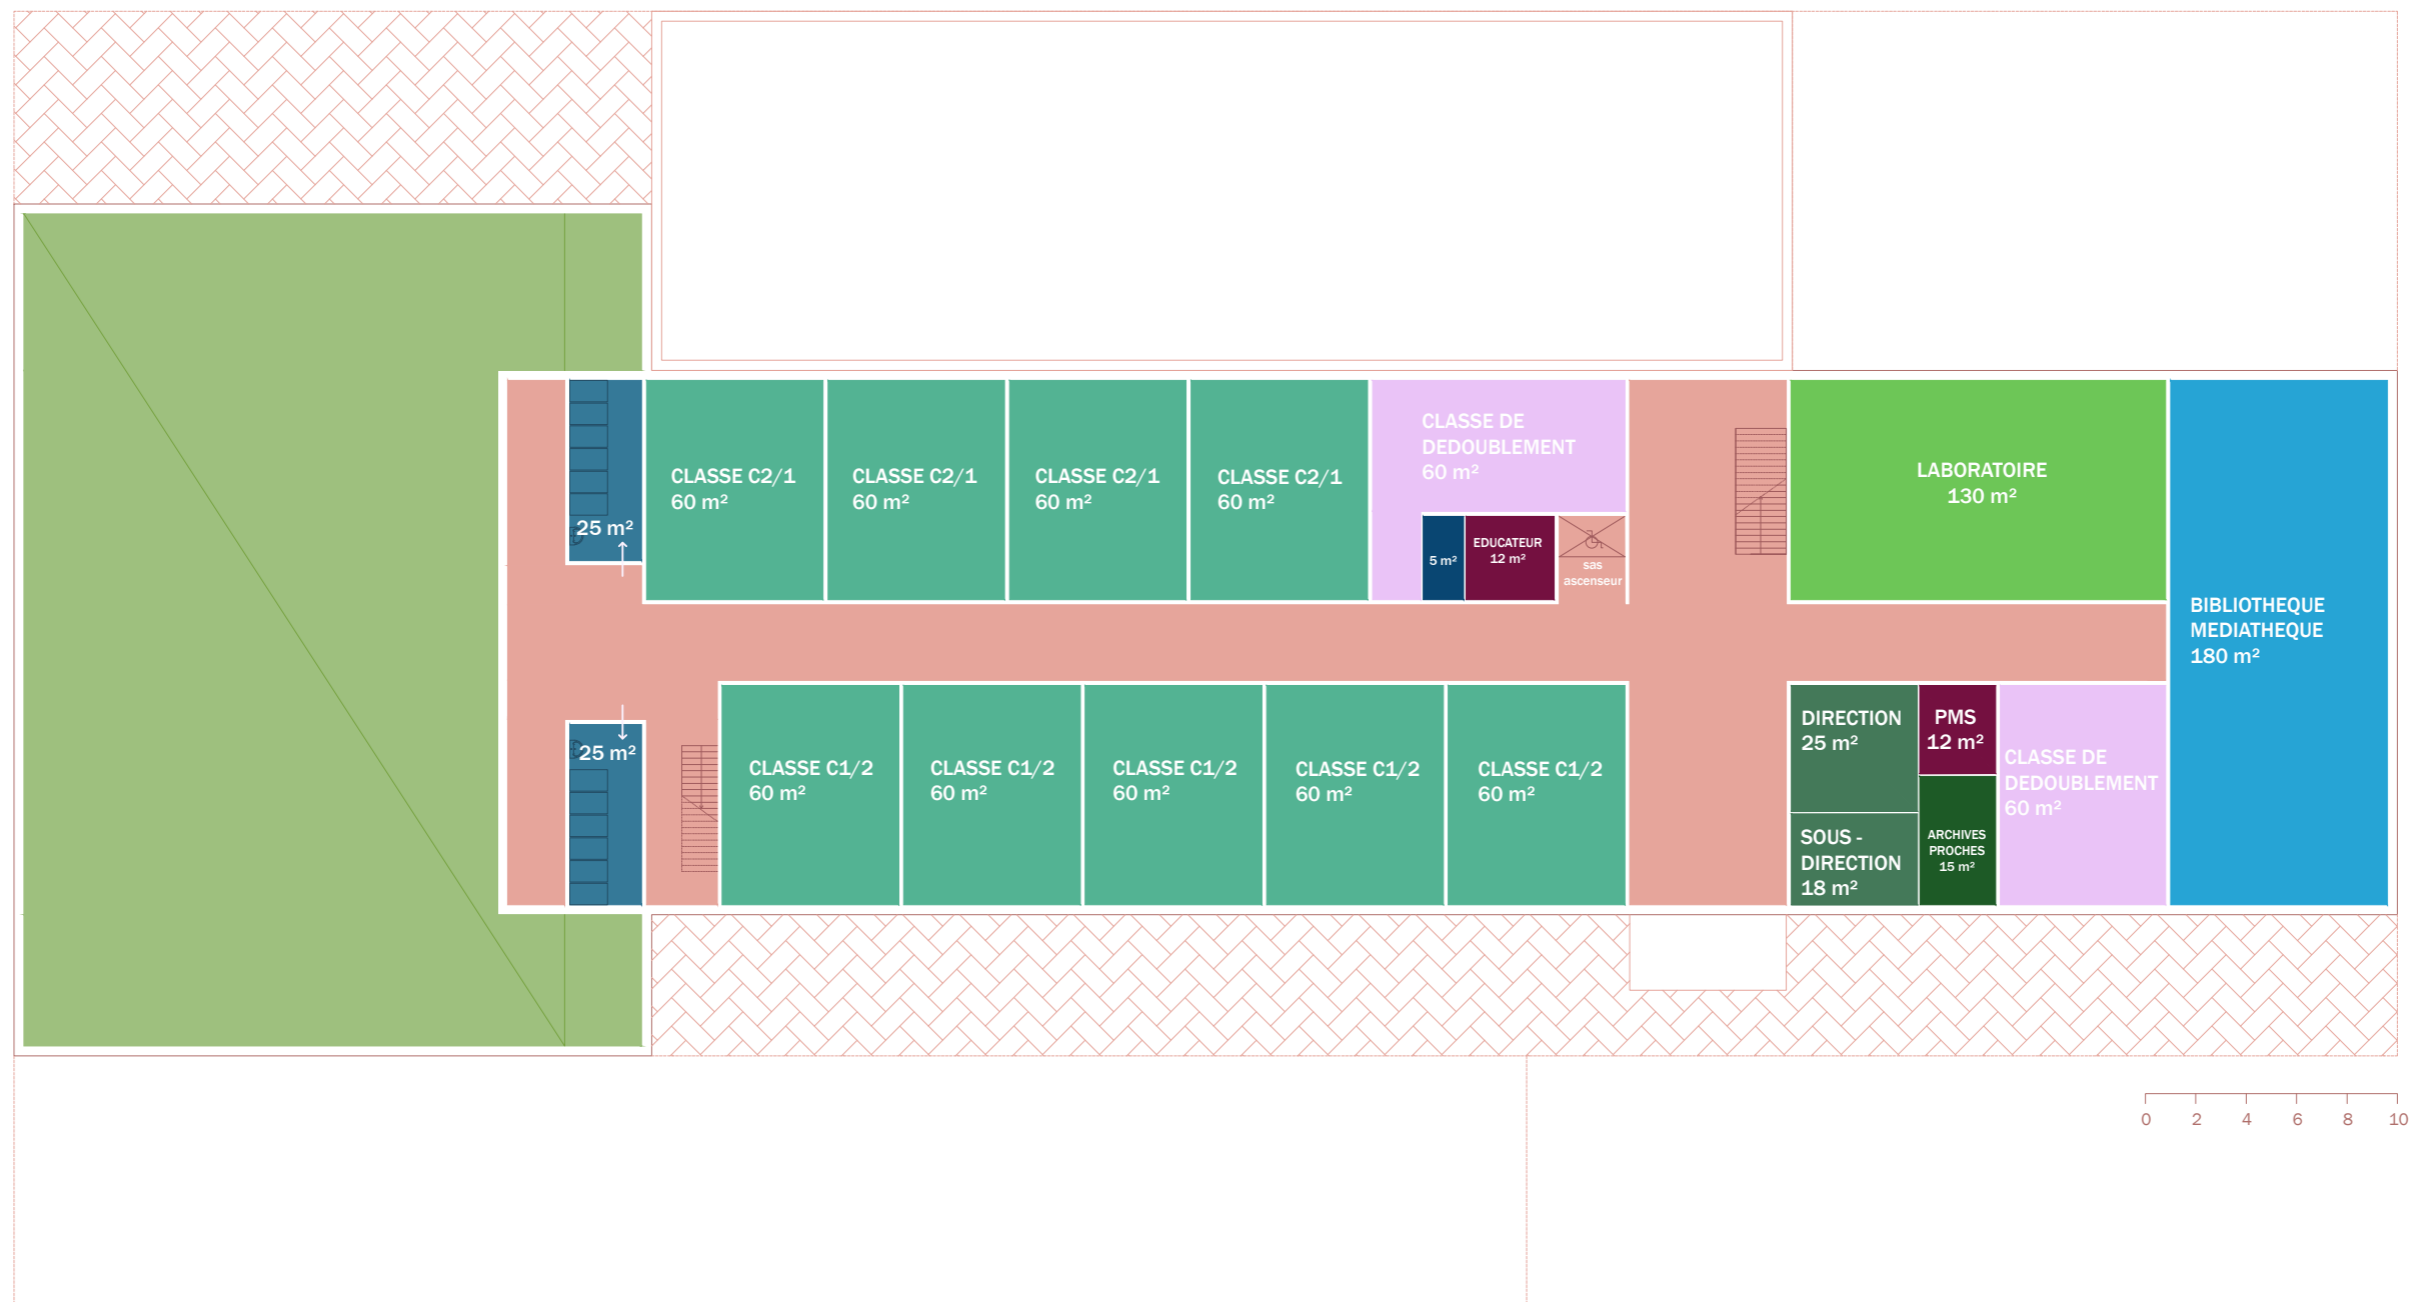 25 m²
CLASSE C2/1
60 m²
CLASSE C2/1
60 m²
CLASSE C2/1
60 m²
CLASSE C2/1
60 m²
CLASSE DE
DEDOUBLEMENT
60 m²
5 m²
EDUCATEUR
12 m²
sas
ascenseur
LABORATOIRE
130 m²
BIBLIOTHEQUE
MEDIATHEQUE
180 m²
25 m²
CLASSE C1/2
60 m²
CLASSE C1/2
60 m²
CLASSE C1/2
60 m²
CLASSE C1/2
60 m²
CLASSE C1/2
60 m²
DIRECTION
25 m²
SOUS -
DIRECTION
18 m²
PMS
12 m²
ARCHIVES
PROCHES
15 m²
CLASSE DE
DEDOUBLEMENT
60 m²
0 2 4 6 8 10